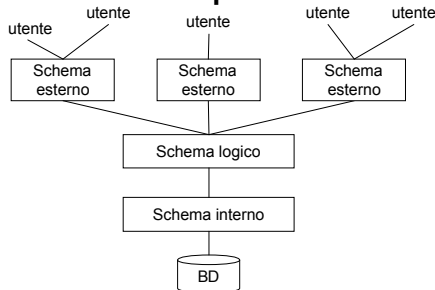 utente
utente
utente
utente
utente
Schema
esterno
Schema
esterno
Schema
esterno
Schema logico
Schema interno
BD